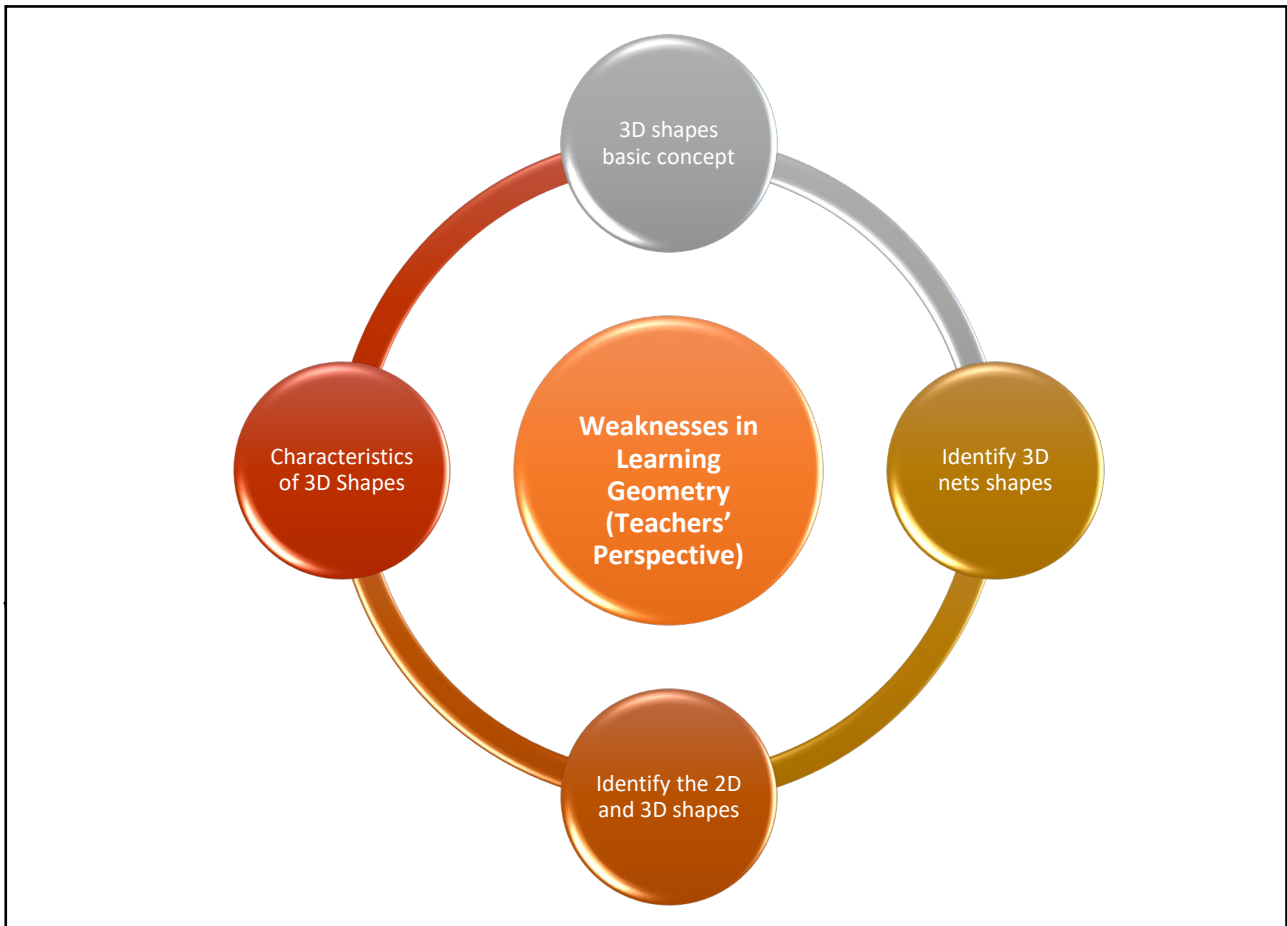 3D shapes
basic concept
Characteristics
of 3D Shapes
Weaknesses in
Learning
Geometry
(Teachers’
Perspective)
Identify 3D
nets shapes
Identify the 2D
and 3D shapes